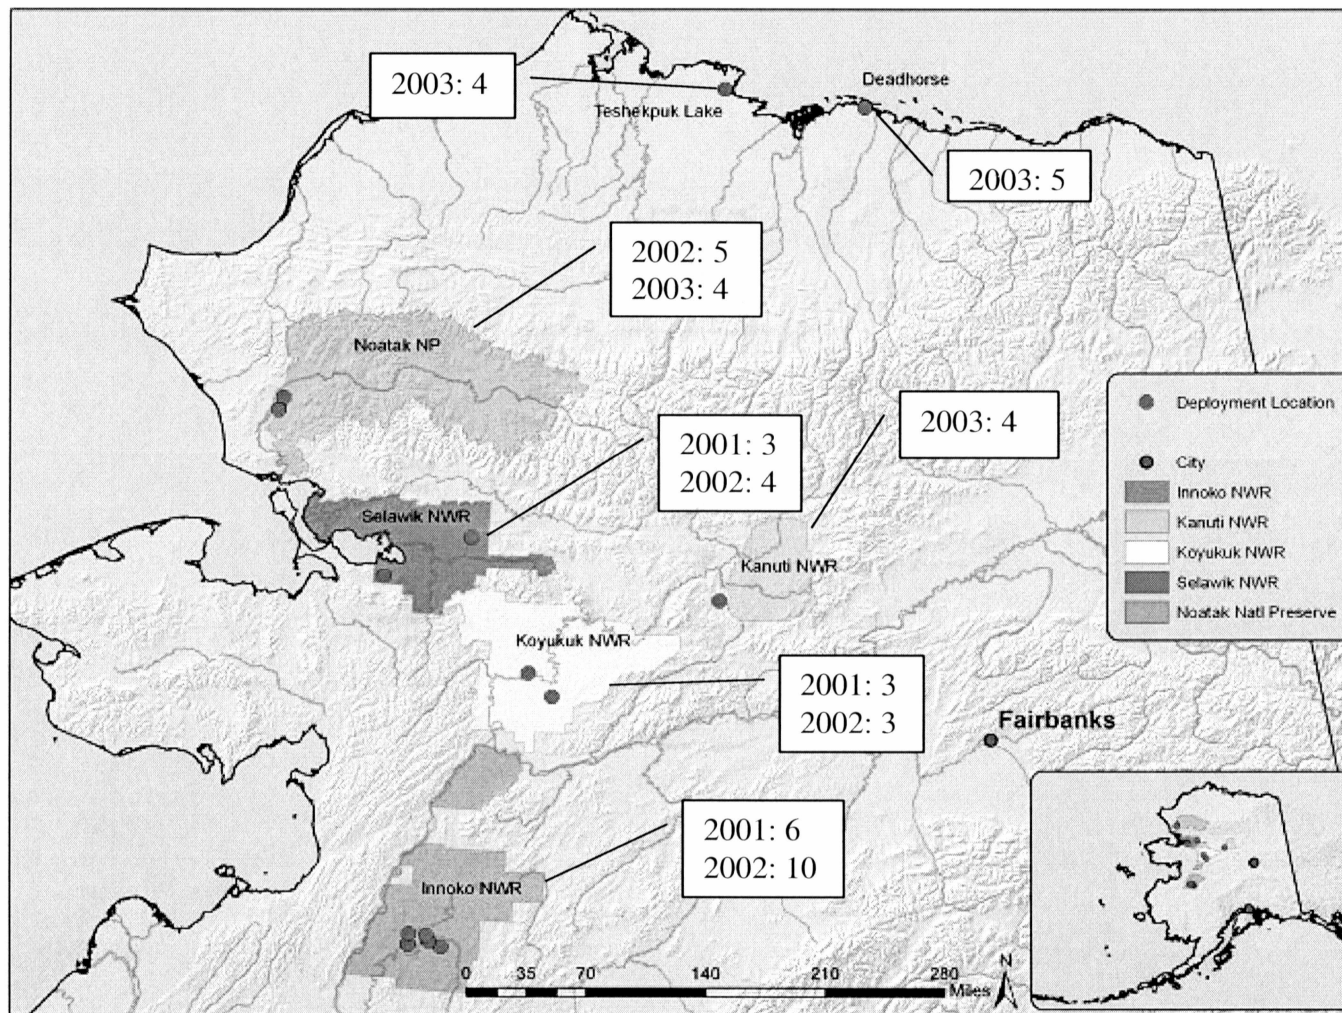 Deadhorse
2003: 4
Teshekpuk Lake
2003: 5
2002: 5
2003: 4
Noatak NP
Deployment Location
2003: 4
2001: 3
2002: 4
City
Innoko NWR
Selawik NWR
Kanuti NWR
Koyukuk NWR
Kanuti NWR
Selawik NWR
Noatak Natl Preserve
Koyukuk NWR
2001: 3
2002: 3
Fairbanks
2001: 6
2002: 10
Innoko NWR
N
0 35 70 140 210 280
Miles